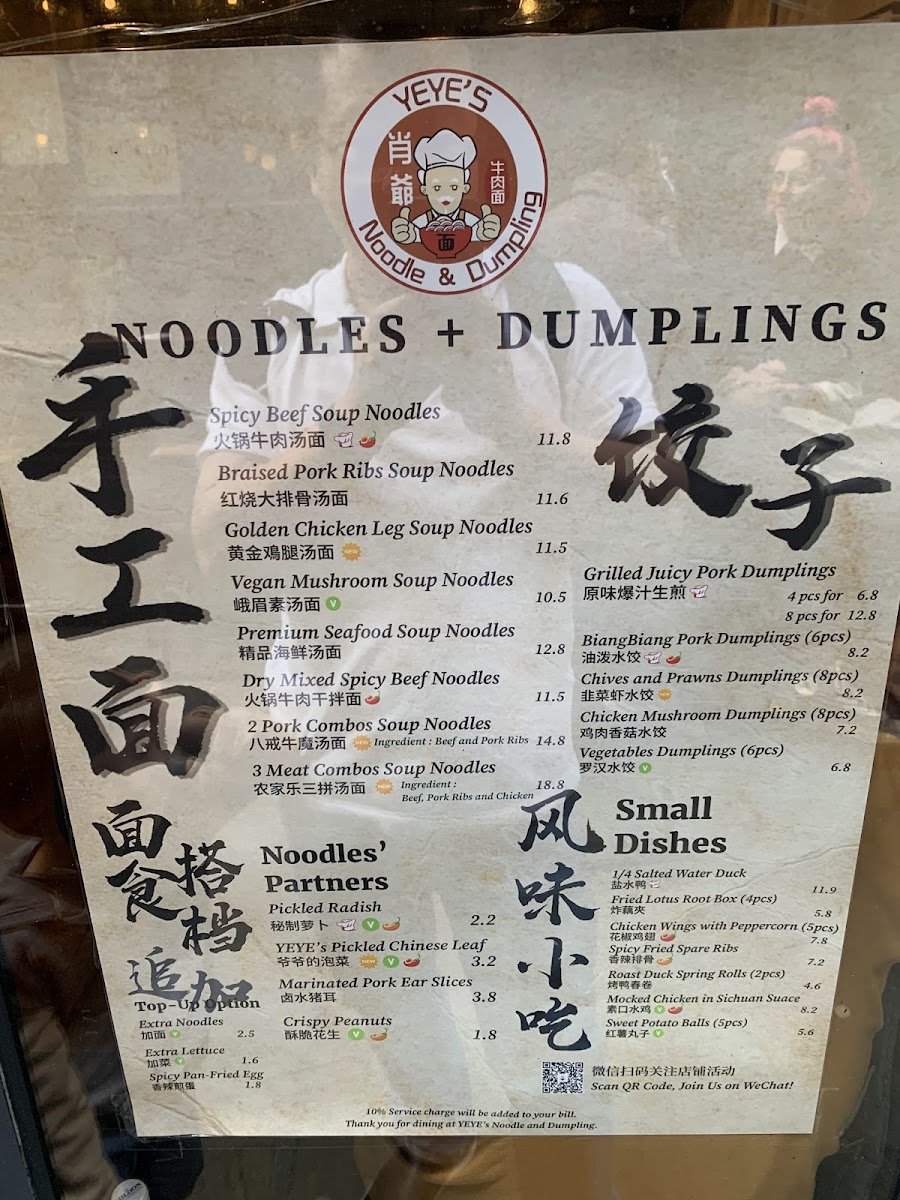 YEYE'S
肖爺
牛肉面
面
Noodle & Dumpling
NOODLES + DUMPLINGS
手工面
Spicy Beef Soup Noodles
火锅牛肉汤面
11.8
Braised Pork Ribs Soup Noodles
红烧大排骨汤面
11.6
Golden Chicken Leg Soup Noodles
黄金鸡腿汤面 NEW
11.5
Vegan Mushroom Soup Noodles
峨眉素汤面 V
10.5
Premium Seafood Soup Noodles
精品海鲜汤面
12.8
Dry Mixed Spicy Beef Noodles
火锅牛肉干拌面
11.5
2 Pork Combos Soup Noodles
八戒牛魔汤面 NEW Ingredient : Beef and Pork Ribs 14.8
3 Meat Combos Soup Noodles
农家乐三拼汤面 NEW Ingredient :
Beef, Pork Ribs and Chicken
18.8
饺子
Grilled Juicy Pork Dumplings
原味爆汁生煎
4 pcs for 6.8
8 pcs for 12.8
BiangBiang Pork Dumplings (6pcs)
油泼水饺
8.2
Chives and Prawns Dumplings (8pcs)
韭菜虾水饺
8.2
Chicken Mushroom Dumplings (8pcs)
鸡肉香菇水饺
7.2
Vegetables Dumplings (6pcs)
罗汉水饺 V
6.8
面食搭档
Noodles'
Partners
Pickled Radish
秘制萝卜 V
2.2
YEYE's Pickled Chinese Leaf
爷爷的泡菜 NEW V
3.2
Marinated Pork Ear Slices
卤水猪耳
3.8
Crispy Peanuts
酥脆花生 V
1.8
追加
Top-Up Option
Extra Noodles
加面 V
2.5
Extra Lettuce
加菜 V
1.6
Spicy Pan-Fried Egg
香辣煎蛋
1.8
风味小吃
Small
Dishes
1/4 Salted Water Duck
盐水鸭
11.9
Fried Lotus Root Box (4pcs)
炸藕夾
5.8
Chicken Wings with Peppercorn (5pcs)
花椒鸡翅
7.8
Spicy Fried Spare Ribs
香辣排骨
7.2
Roast Duck Spring Rolls (2pcs)
烤鸭春卷
4.6
Mocked Chicken in Sichuan Suace
素口水鸡 V
8.2
Sweet Potato Balls (5pcs)
红薯丸子 V
5.6
微信扫码关注店铺活动
Scan QR Code, Join Us on WeChat!
10% Service charge will be added to your bill.
Thank you for dining at YEYE's Noodle and Dumpling.